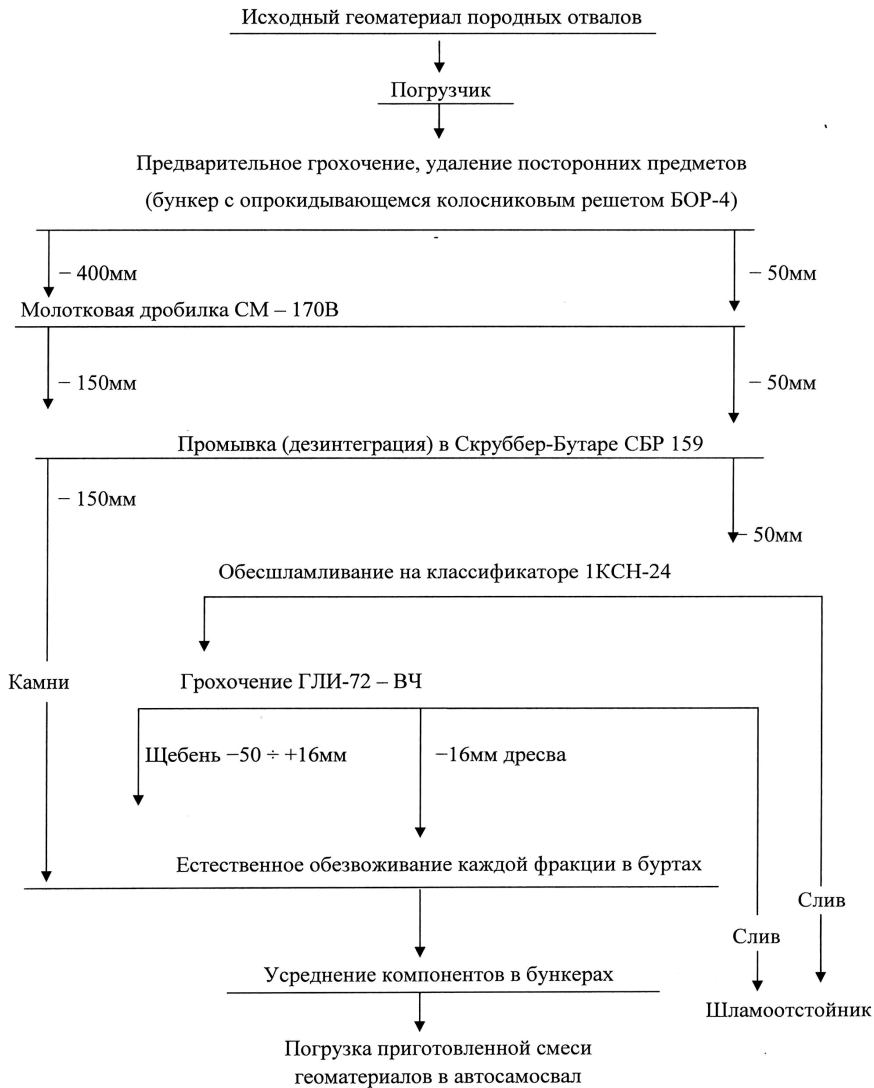 Исходный геоматериал породных отвалов
Погрузчик
Предварительное грохочение, удаление посторонних предметов
(бункер с опрокидывающемся колосниковым решетом БОР-4)
− 400мм
− 50мм
Молотковая дробилка СМ – 170В
− 150мм
− 50мм
Промывка (дезинтеграция) в Скруббер-Бутаре СБР 159
− 150мм
− 50мм
Обесшламливание на классификаторе 1КСН-24
Камни
Грохочение ГЛИ-72 – ВЧ
Щебень −50 ÷ +16мм
−16мм дресва
Естественное обезвоживание каждой фракции в буртах
Слив
Слив
Усреднение компонентов в бункерах
Шламоотстойник
Погрузка приготовленной смеси
геоматериалов в автосамосвал